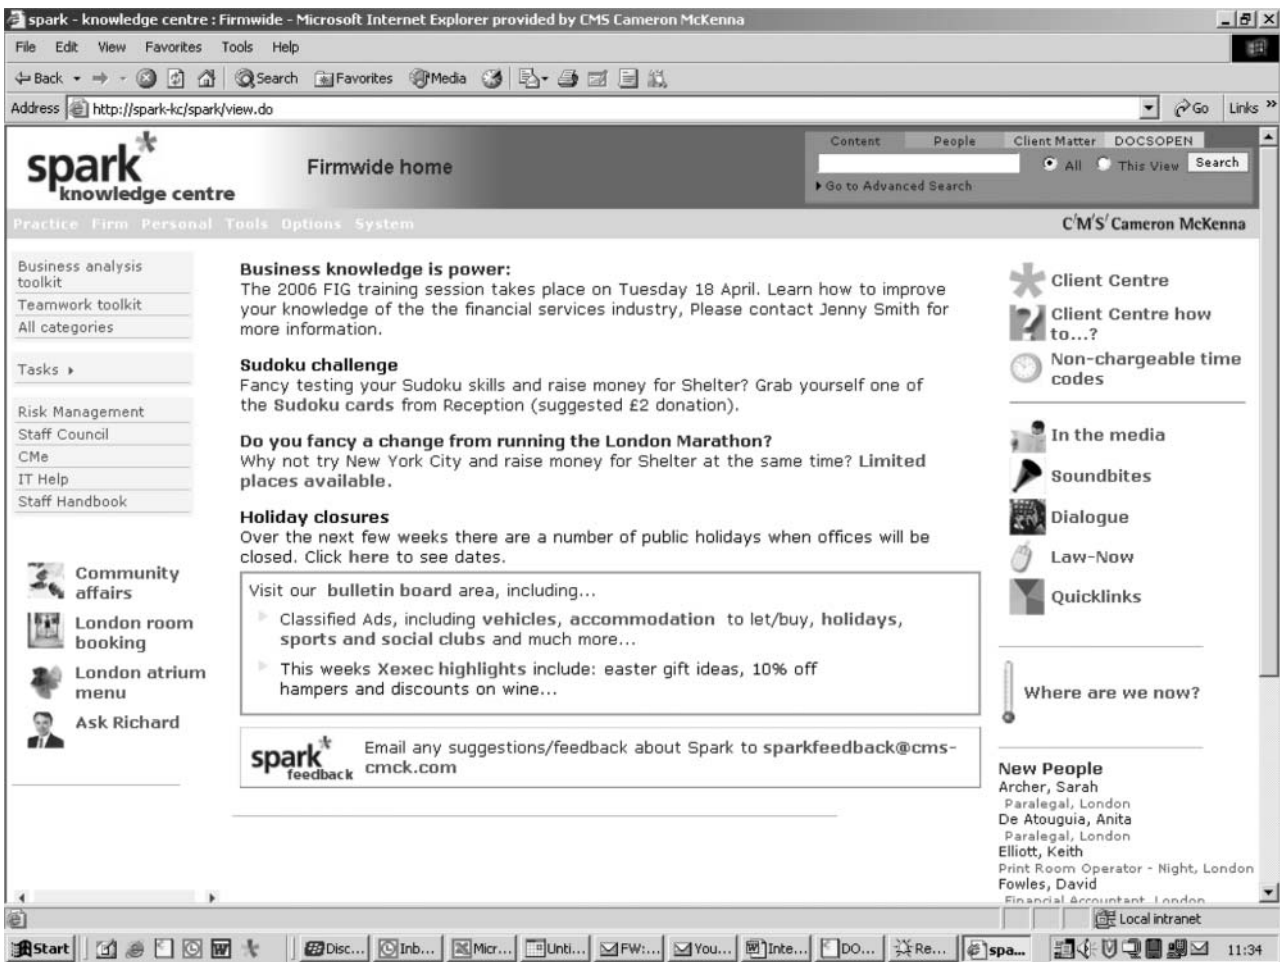 spark - knowledge centre : Firmwide - Microsoft Internet Explorer provided by CMS Cameron McKenna
File Edit View Favorites Tools Help
Back Search Favorites Media
Address http://spark-kc/spark/view.do Go Links »
spark*
knowledge centre
Firmwide home
Content People Client Matter DOCSOPEN
All This View Search
Go to Advanced Search
Practice Firm Personal Tools Options System
C'M'S' Cameron McKenna
Business analysis
toolkit
Teamwork toolkit
All categories
Tasks
Risk Management
Staff Council
CMe
IT Help
Staff Handbook
Community
affairs
London room
booking
London atrium
menu
Ask Richard
Business knowledge is power:
The 2006 FIG training session takes place on Tuesday 18 April. Learn how to improve
your knowledge of the the financial services industry, Please contact Jenny Smith for
more information.
Sudoku challenge
Fancy testing your Sudoku skills and raise money for Shelter? Grab yourself one of
the Sudoku cards from Reception (suggested £2 donation).
Do you fancy a change from running the London Marathon?
Why not try New York City and raise money for Shelter at the same time? Limited
places available.
Holiday closures
Over the next few weeks there are a number of public holidays when offices will be
closed. Click here to see dates.
Visit our bulletin board area, including...
Classified Ads, including vehicles, accommodation to let/buy, holidays,
sports and social clubs and much more...
This weeks Xexec highlights include: easter gift ideas, 10% off
hampers and discounts on wine...
spark*
feedback
Email any suggestions/feedback about Spark to sparkfeedback@cms-
cmck.com
Client Centre
Client Centre how
to...?
Non-chargeable time
codes
In the media
Soundbites
Dialogue
Law-Now
Quicklinks
Where are we now?
New People
Archer, Sarah
Paralegal, London
De Atouguia, Anita
Paralegal, London
Elliott, Keith
Print Room Operator - Night, London
Fowles, David
Financial Accountant, London
Local intranet
Start Disc... Inb... Micr... Unti... FW:... You... Inte... DO... Re... spa... 11:34